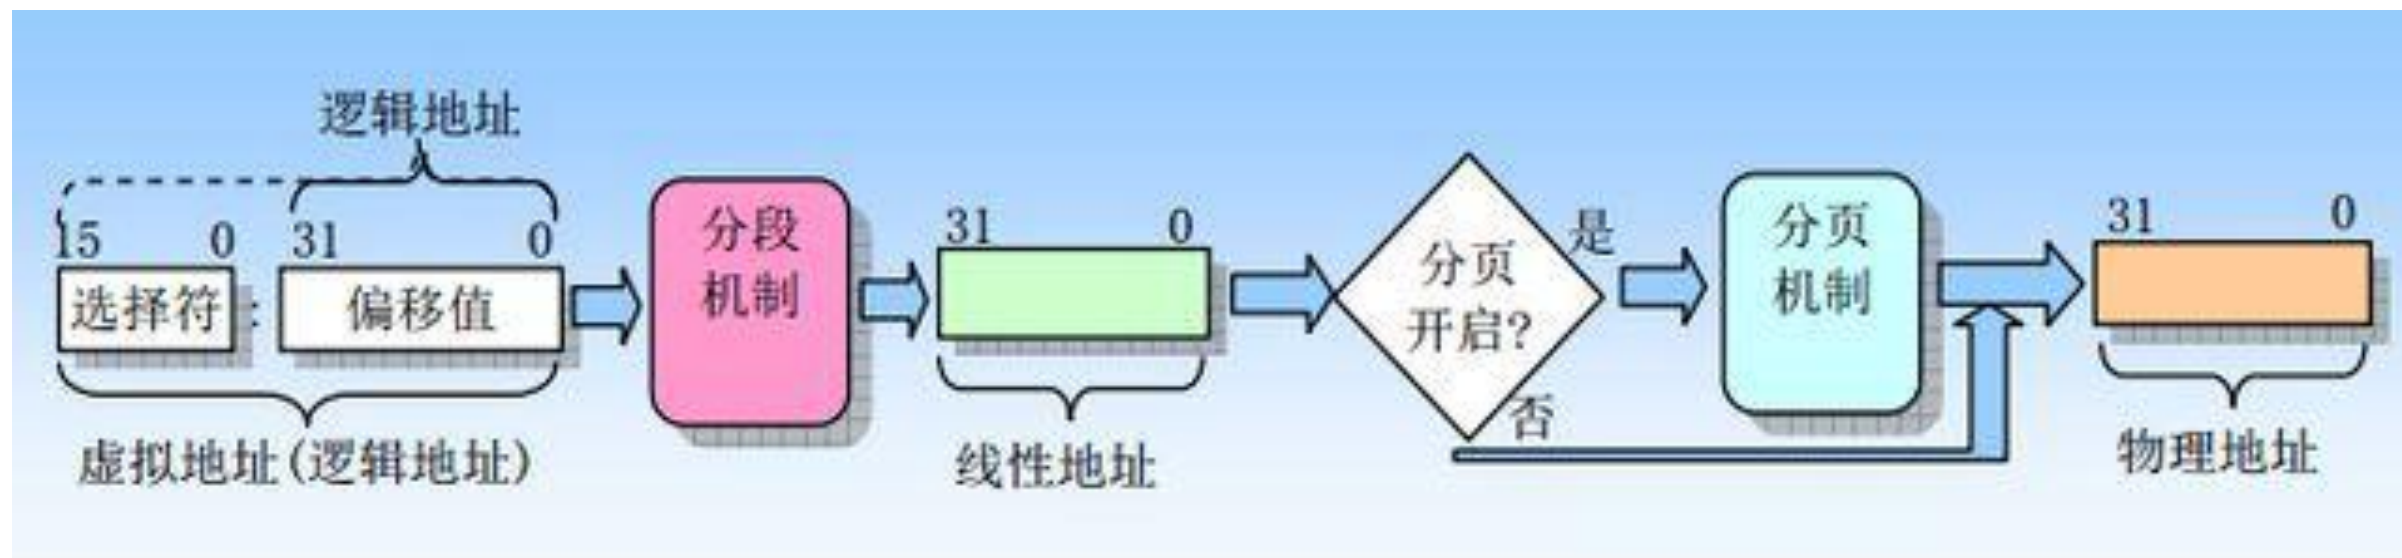 逻辑地址
15 0 31 0
选择符 : 偏移值
虚拟地址(逻辑地址)
分段
机制
31 0
线性地址
分页
开启?
是
否
分页
机制
31 0
物理地址